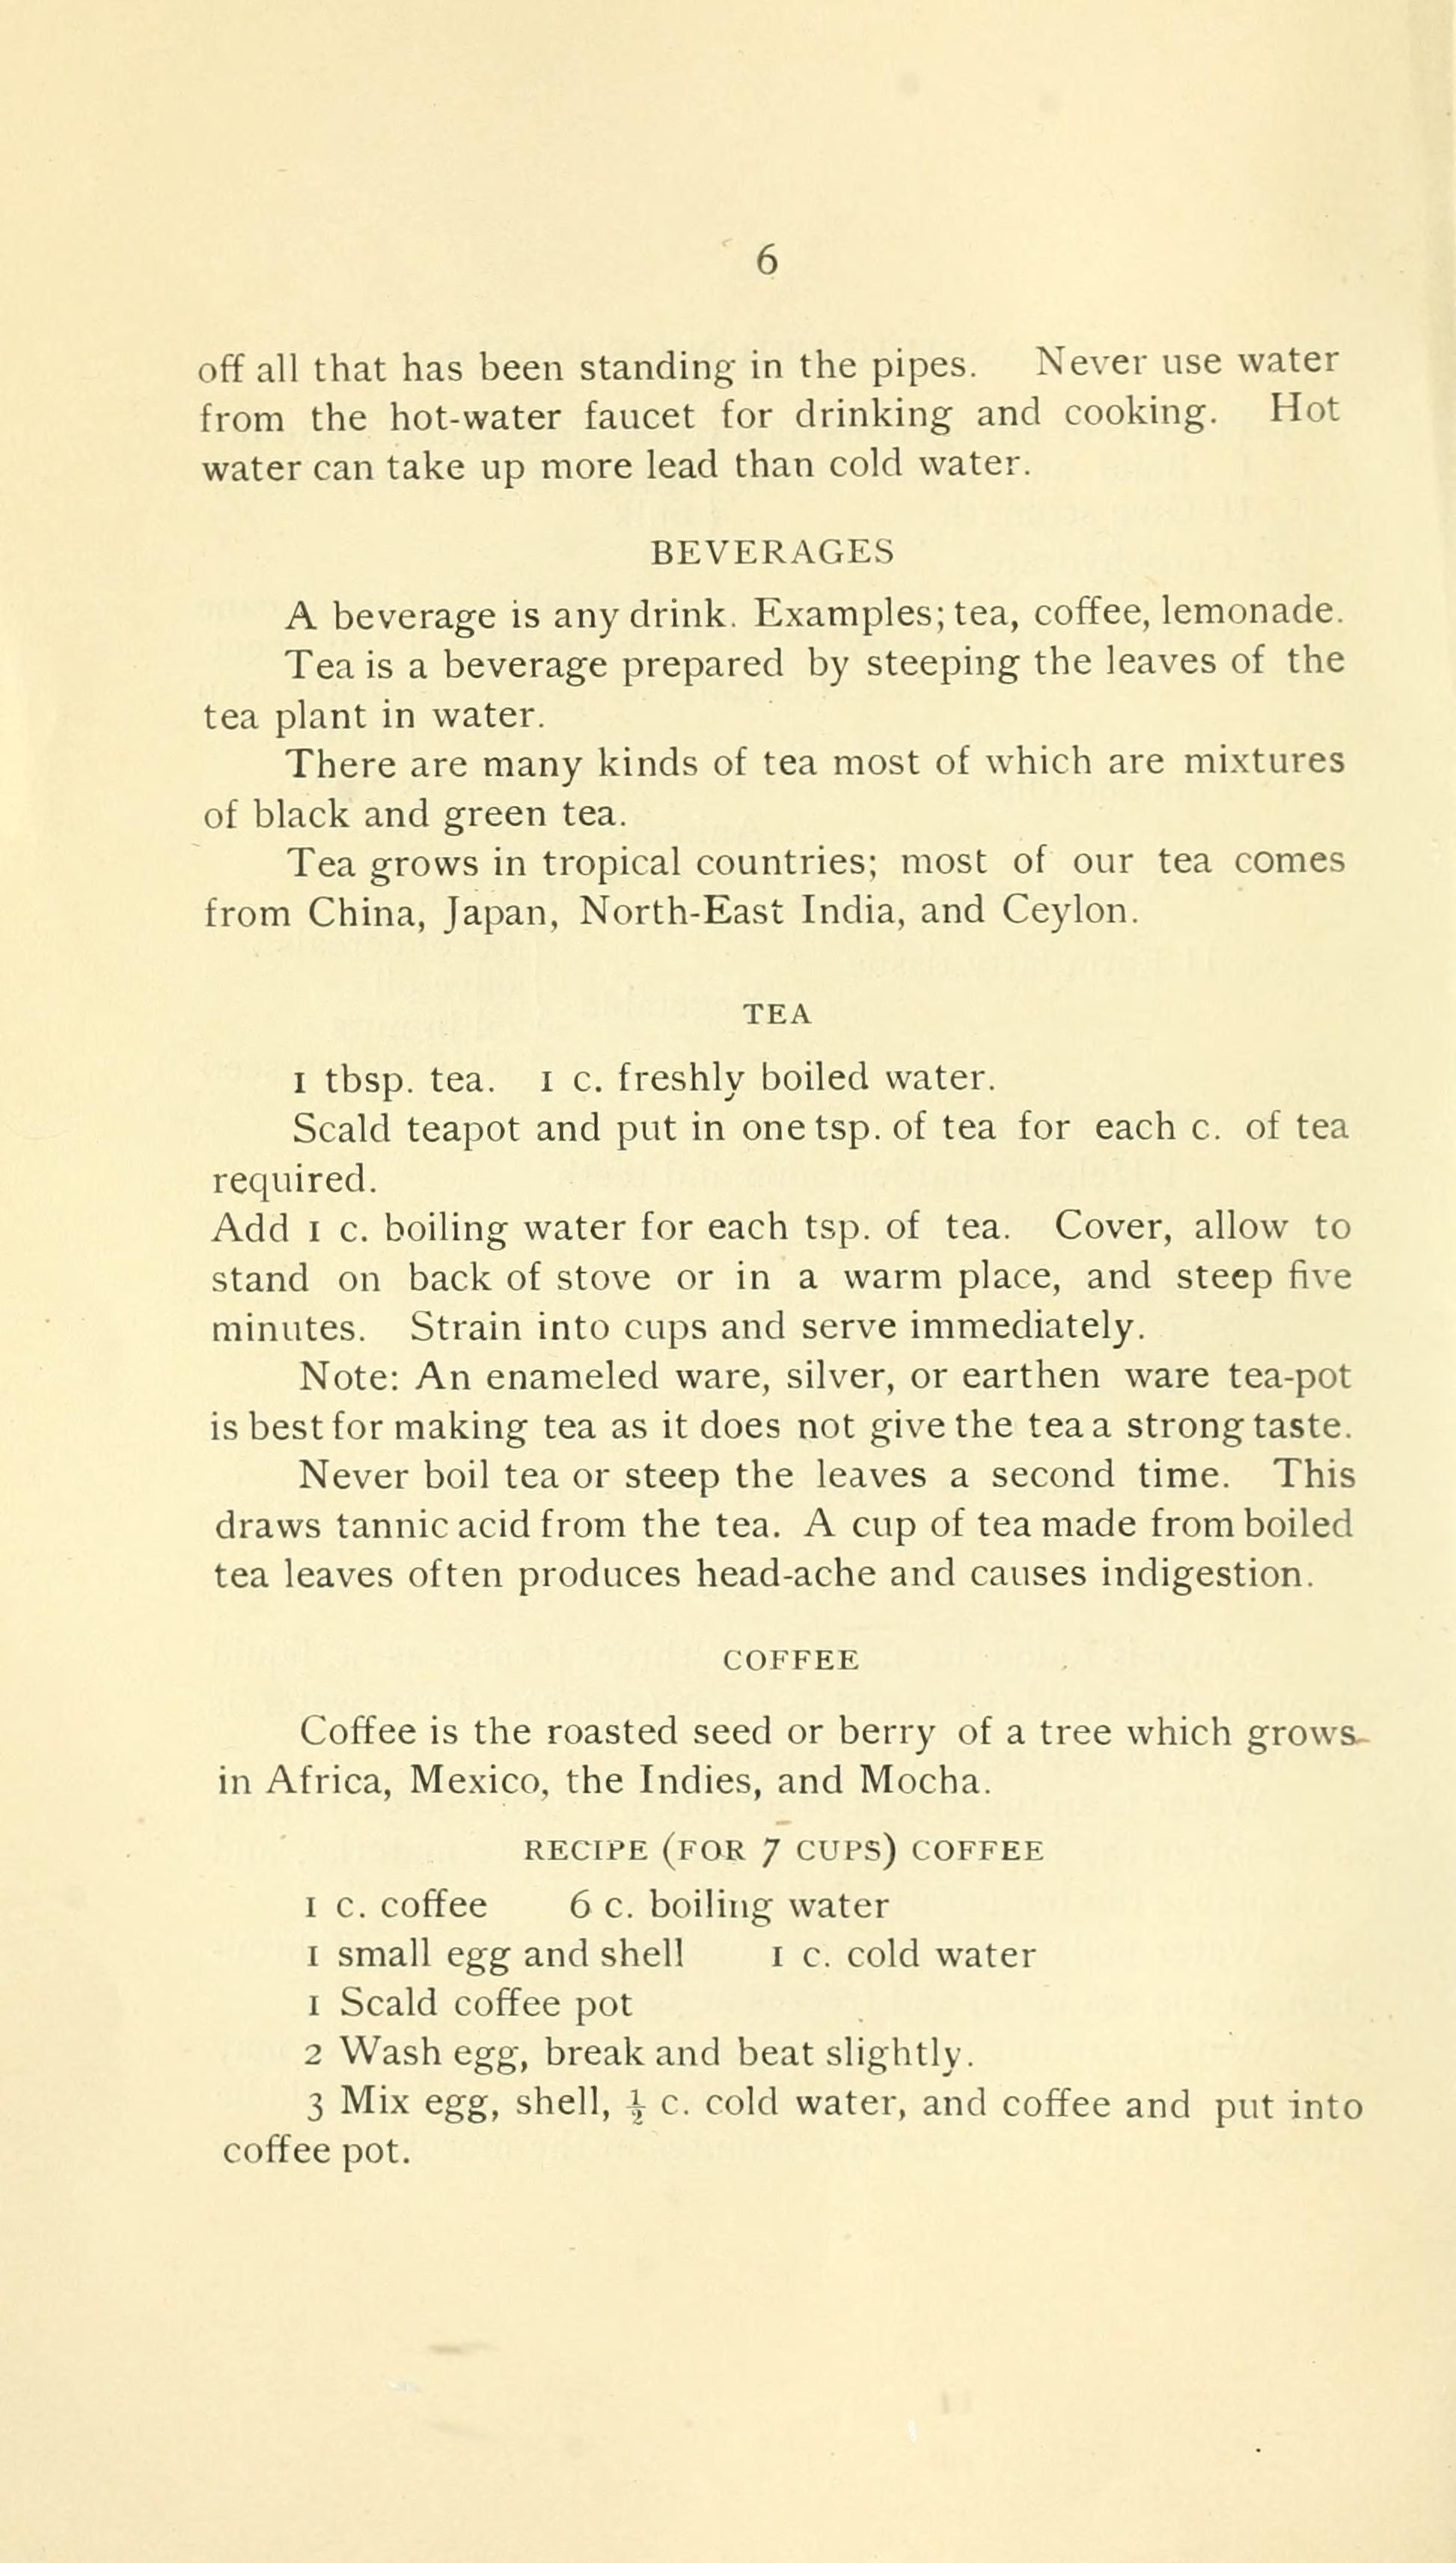 6
off all that has been standing in the pipes. Never use water
from the hot-water faucet for drinking and cooking. Hot
water can take up more lead than cold water.
BEVERAGES
A beverage is any drink. Examples; tea, coffee, lemonade.
Tea is a beverage prepared by steeping the leaves of the
tea plant in water.
There are many kinds of tea most of which are mixtures
of black and green tea.
Tea grows in tropical countries; most of our tea comes
from China, Japan, North-East India, and Ceylon.
TEA
1 tbsp. tea. 1 c. freshly boiled water.
Scald teapot and put in one tsp. of tea for each c. of tea
required.
Add 1 c. boiling water for each tsp. of tea. Cover, allow to
stand on back of stove or in a warm place, and steep five
minutes. Strain into cups and serve immediately.
Note: An enameled ware, silver, or earthen ware tea-pot
is best for making tea as it does not give the tea a strong taste.
Never boil tea or steep the leaves a second time. This
draws tannic acid from the tea. A cup of tea made from boiled
tea leaves often produces head-ache and causes indigestion.
COFFEE
Coffee is the roasted seed or berry of a tree which grows
in Africa, Mexico, the Indies, and Mocha.
RECIPE (FOR 7 CUPS) COFFEE
1 c. coffee 6 c. boiling water
1 small egg and shell 1 c. cold water
1 Scald coffee pot
2 Wash egg, break and beat slightly.
3 Mix egg, shell, ½ c. cold water, and coffee and put into
coffee pot.